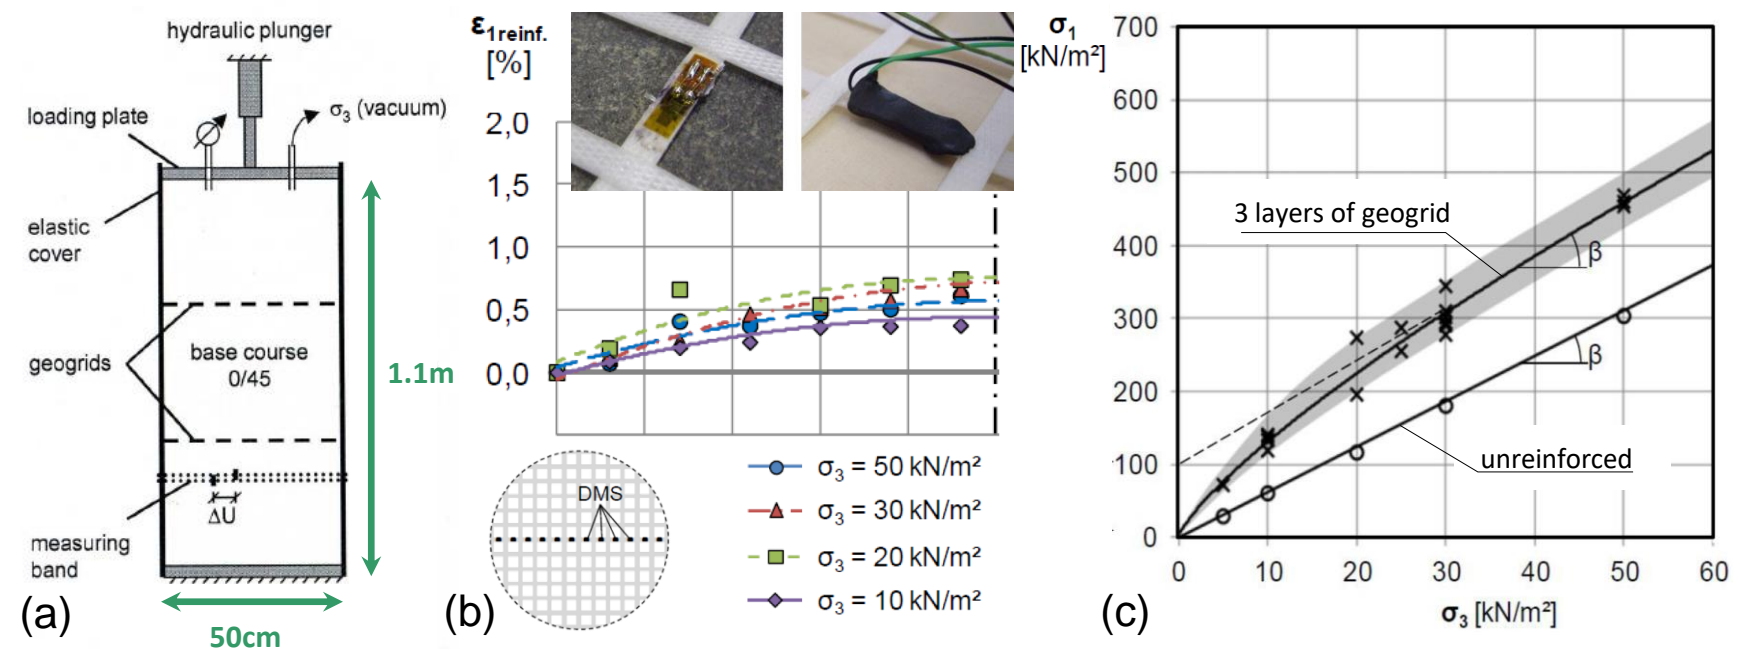 hydraulic plunger
loading plate
σ₃ (vacuum)
elastic
cover
geogrids
base course
0/45
1.1m
ΔU
measuring
band
(a)
50cm
ε₁reinf.
[%]
2,0
1,5
1,0
0,5
0,0
DMS
σ₃ = 50 kN/m²
σ₃ = 30 kN/m²
σ₃ = 20 kN/m²
σ₃ = 10 kN/m²
(b)
σ₁
[kN/m²]
700
600
500
400
300
200
100
0
3 layers of geogrid
β
β
unreinforced
0 10 20 30 40 50 60
σ₃ [kN/m²]
(c)